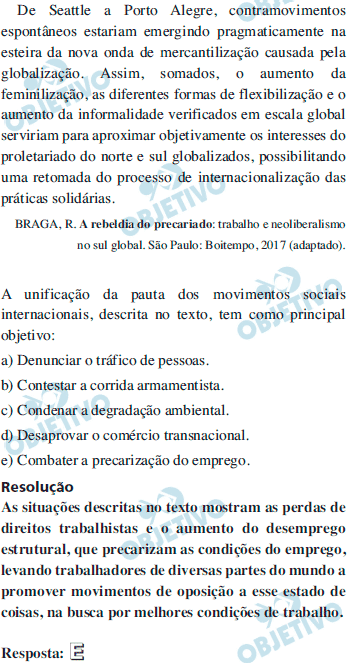 De Seattle a Porto Alegre, contramovimentos
espontâneos estariam emergindo pragmaticamente na
esteira da nova onda de mercantilização causada pela
globalização. Assim, somados, o aumento da
feminilização, as diferentes formas de flexibilização e o
aumento da informalidade verificados em escala global
serviriam para aproximar objetivamente os interesses do
proletariado do norte e sul globalizados, possibilitando
uma retomada do processo de internacionalização das
práticas solidárias.
BRAGA, R. A rebeldia do precariado: trabalho e neoliberalismo
no sul global. São Paulo: Boitempo, 2017 (adaptado).
A unificação da pauta dos movimentos sociais
internacionais, descrita no texto, tem como principal
objetivo:
a) Denunciar o tráfico de pessoas.
b) Contestar a corrida armamentista.
c) Condenar a degradação ambiental.
d) Desaprovar o comércio transnacional.
e) Combater a precarização do emprego.
Resolução
As situações descritas no texto mostram as perdas de
direitos trabalhistas e o aumento do desemprego
estrutural, que precarizam as condições do emprego,
levando trabalhadores de diversas partes do mundo a
promover movimentos de oposição a esse estado de
coisas, na busca por melhores condições de trabalho.
Resposta: E
OBJETIVO
OBJETIVO
OBJETIVO
OBJETIVO
OBJETIVO
OBJETIVO
OBJETIVO